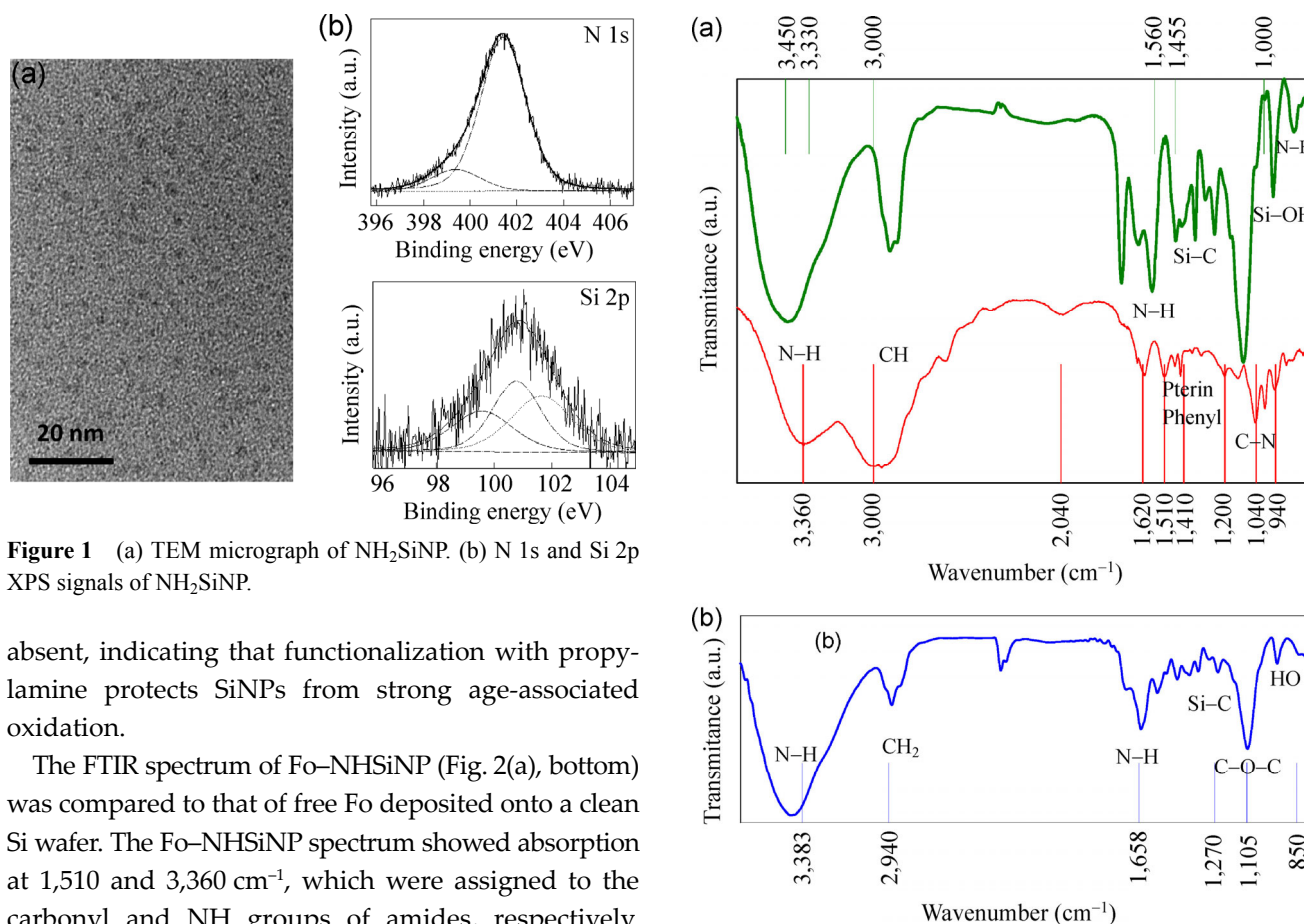 (a)
20 nm
(b)
N 1s
Intensity (a.u.)
396 398 400 402 404 406
Binding energy (eV)
Si 2p
Intensity (a.u.)
96 98 100 102 104
Binding energy (eV)
Figure 1 (a) TEM micrograph of NH₂SiNP. (b) N 1s and Si 2p
XPS signals of NH₂SiNP.
absent, indicating that functionalization with propy-
lamine protects SiNPs from strong age-associated
oxidation.
The FTIR spectrum of Fo–NHSiNP (Fig. 2(a), bottom)
was compared to that of free Fo deposited onto a clean
Si wafer. The Fo–NHSiNP spectrum showed absorption
at 1,510 and 3,360 cm⁻¹, which were assigned to the
carbonyl and NH groups of amides, respectively.
(a)
3,450 3,330 3,000 1,560 1,455 1,000
N–H
Si–OH
Si–C
N–H
N–H
CH
Pterin
Phenyl
C–N
Transmitance (a.u.)
3,360 3,000 2,040 1,620 1,510 1,410 1,200 1,040 940
Wavenumber (cm⁻¹)
(b)
(b)
HO
Si–C
N–H
CH₂
N–H
C–O–C
Transmitance (a.u.)
3,383 2,940 1,658 1,270 1,105 850
Wavenumber (cm⁻¹)